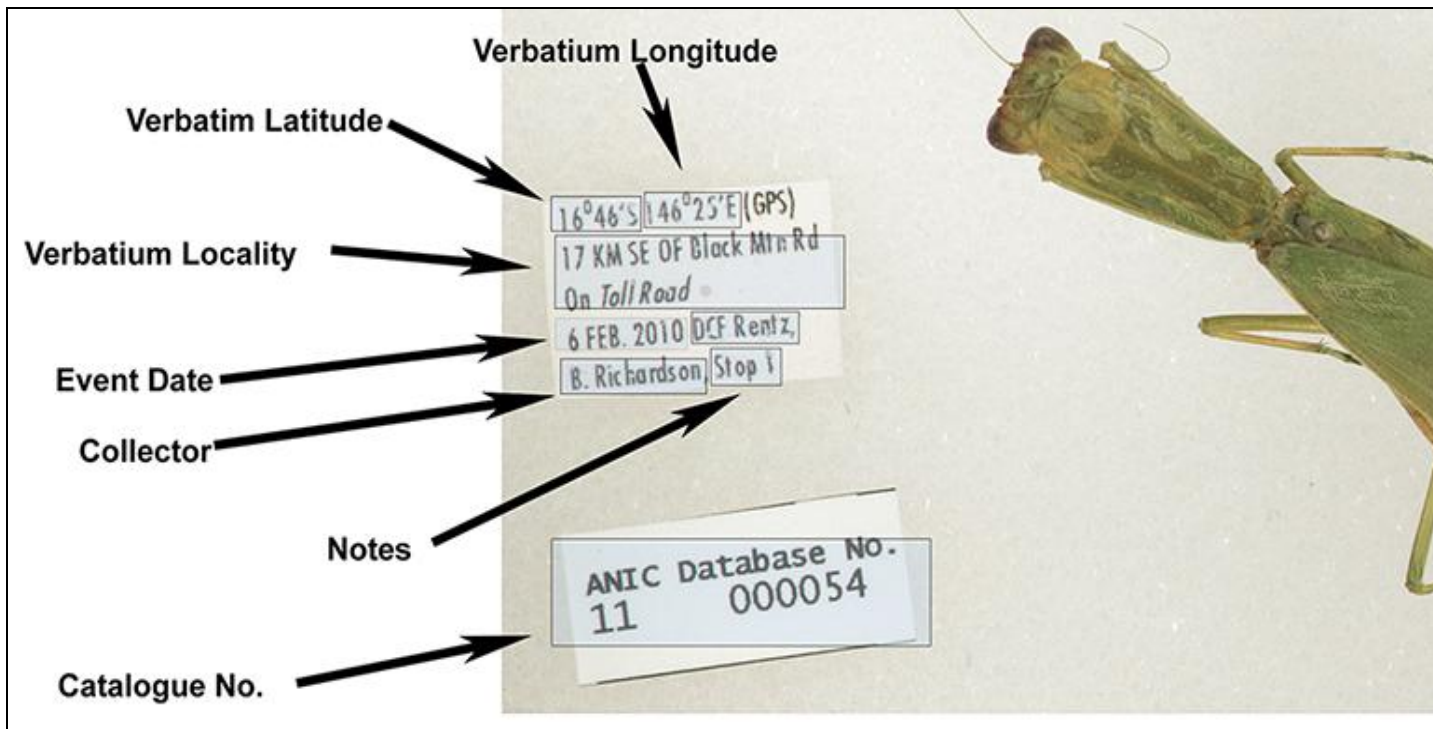 Verbatium Longitude
Verbatim Latitude
16°46'S 146°25'E (GPS)
Verbatium Locality
17 KM SE OF Black Mtn Rd
On Toll Road
6 FEB. 2010 DCF Rentz,
Event Date
B. Richardson, Stop 1
Collector
Notes
ANIC Database No.
11 000054
Catalogue No.